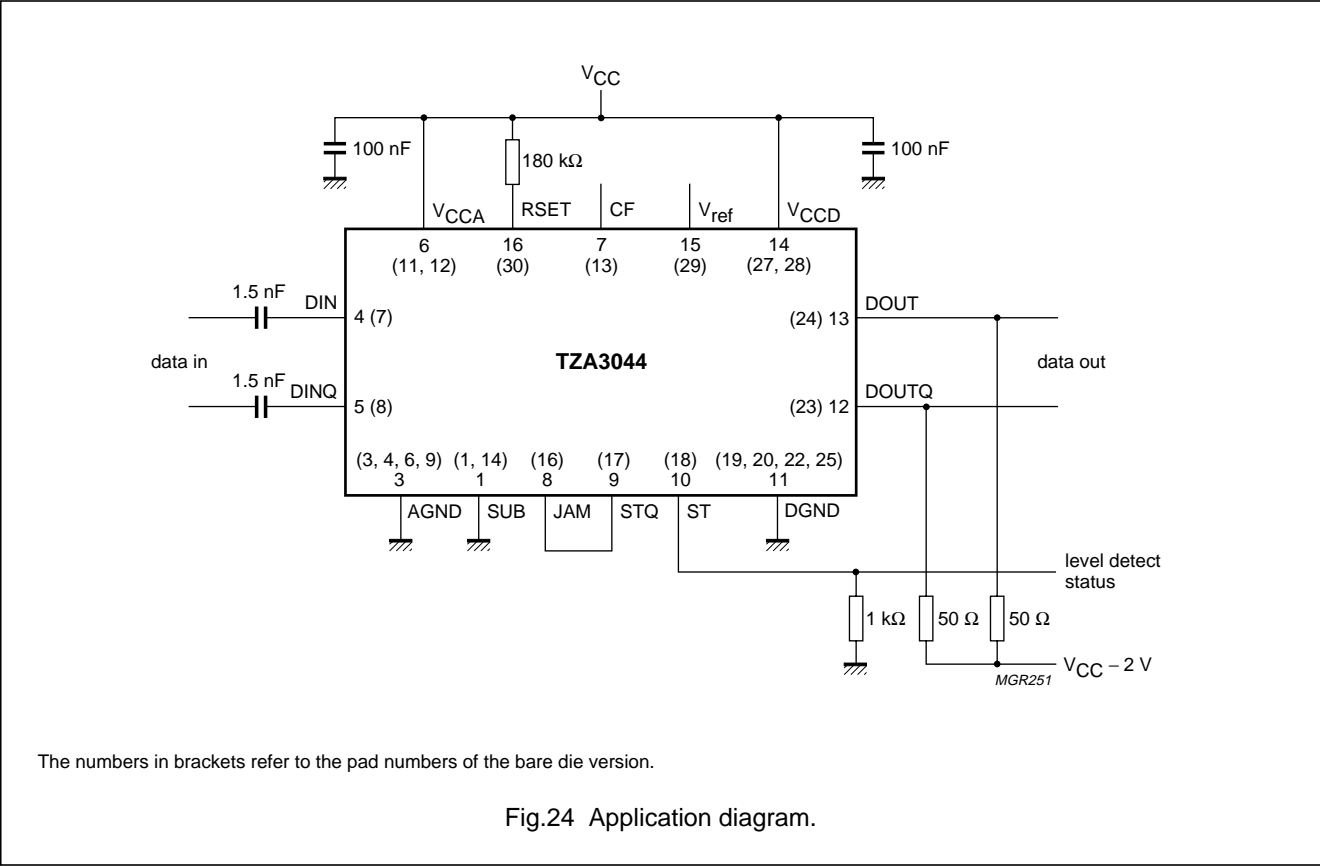 VCC
100 nF
180 kΩ
100 nF
VCCA
RSET
CF
Vref
VCCD
6
16
7
15
14
(11, 12)
(30)
(13)
(29)
(27, 28)
1.5 nF
DIN
4 (7)
(24) 13
DOUT
data in
TZA3044
data out
1.5 nF
DINQ
5 (8)
(23) 12
DOUTQ
(3, 4, 6, 9)
(1, 14)
(16)
(17)
(18)
(19, 20, 22, 25)
3
1
8
9
10
11
AGND
SUB
JAM
STQ
ST
DGND
level detect
status
1 kΩ
50 Ω
50 Ω
VCC – 2 V
MGR251
The numbers in brackets refer to the pad numbers of the bare die version.
Fig.24 Application diagram.